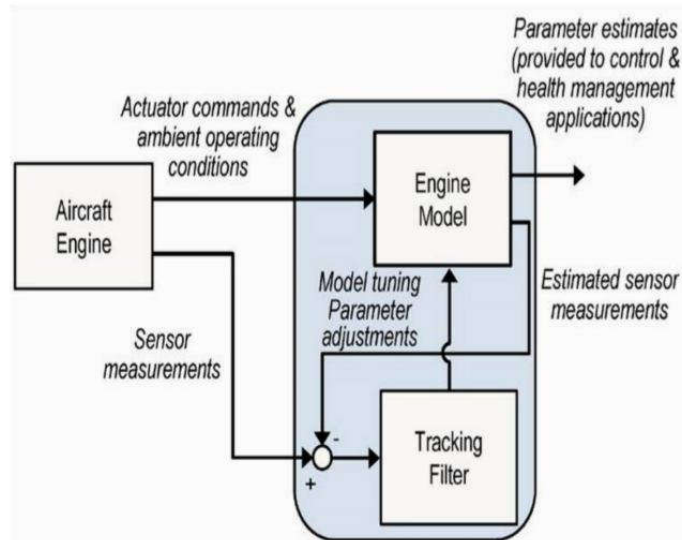 Parameter estimates
(provided to control &
health management
applications)
Actuator commands &
ambient operating
conditions
Aircraft
Engine
Engine
Model
Model tuning
Parameter
adjustments
Estimated sensor
measurements
Sensor
measurements
-
+
Tracking
Filter